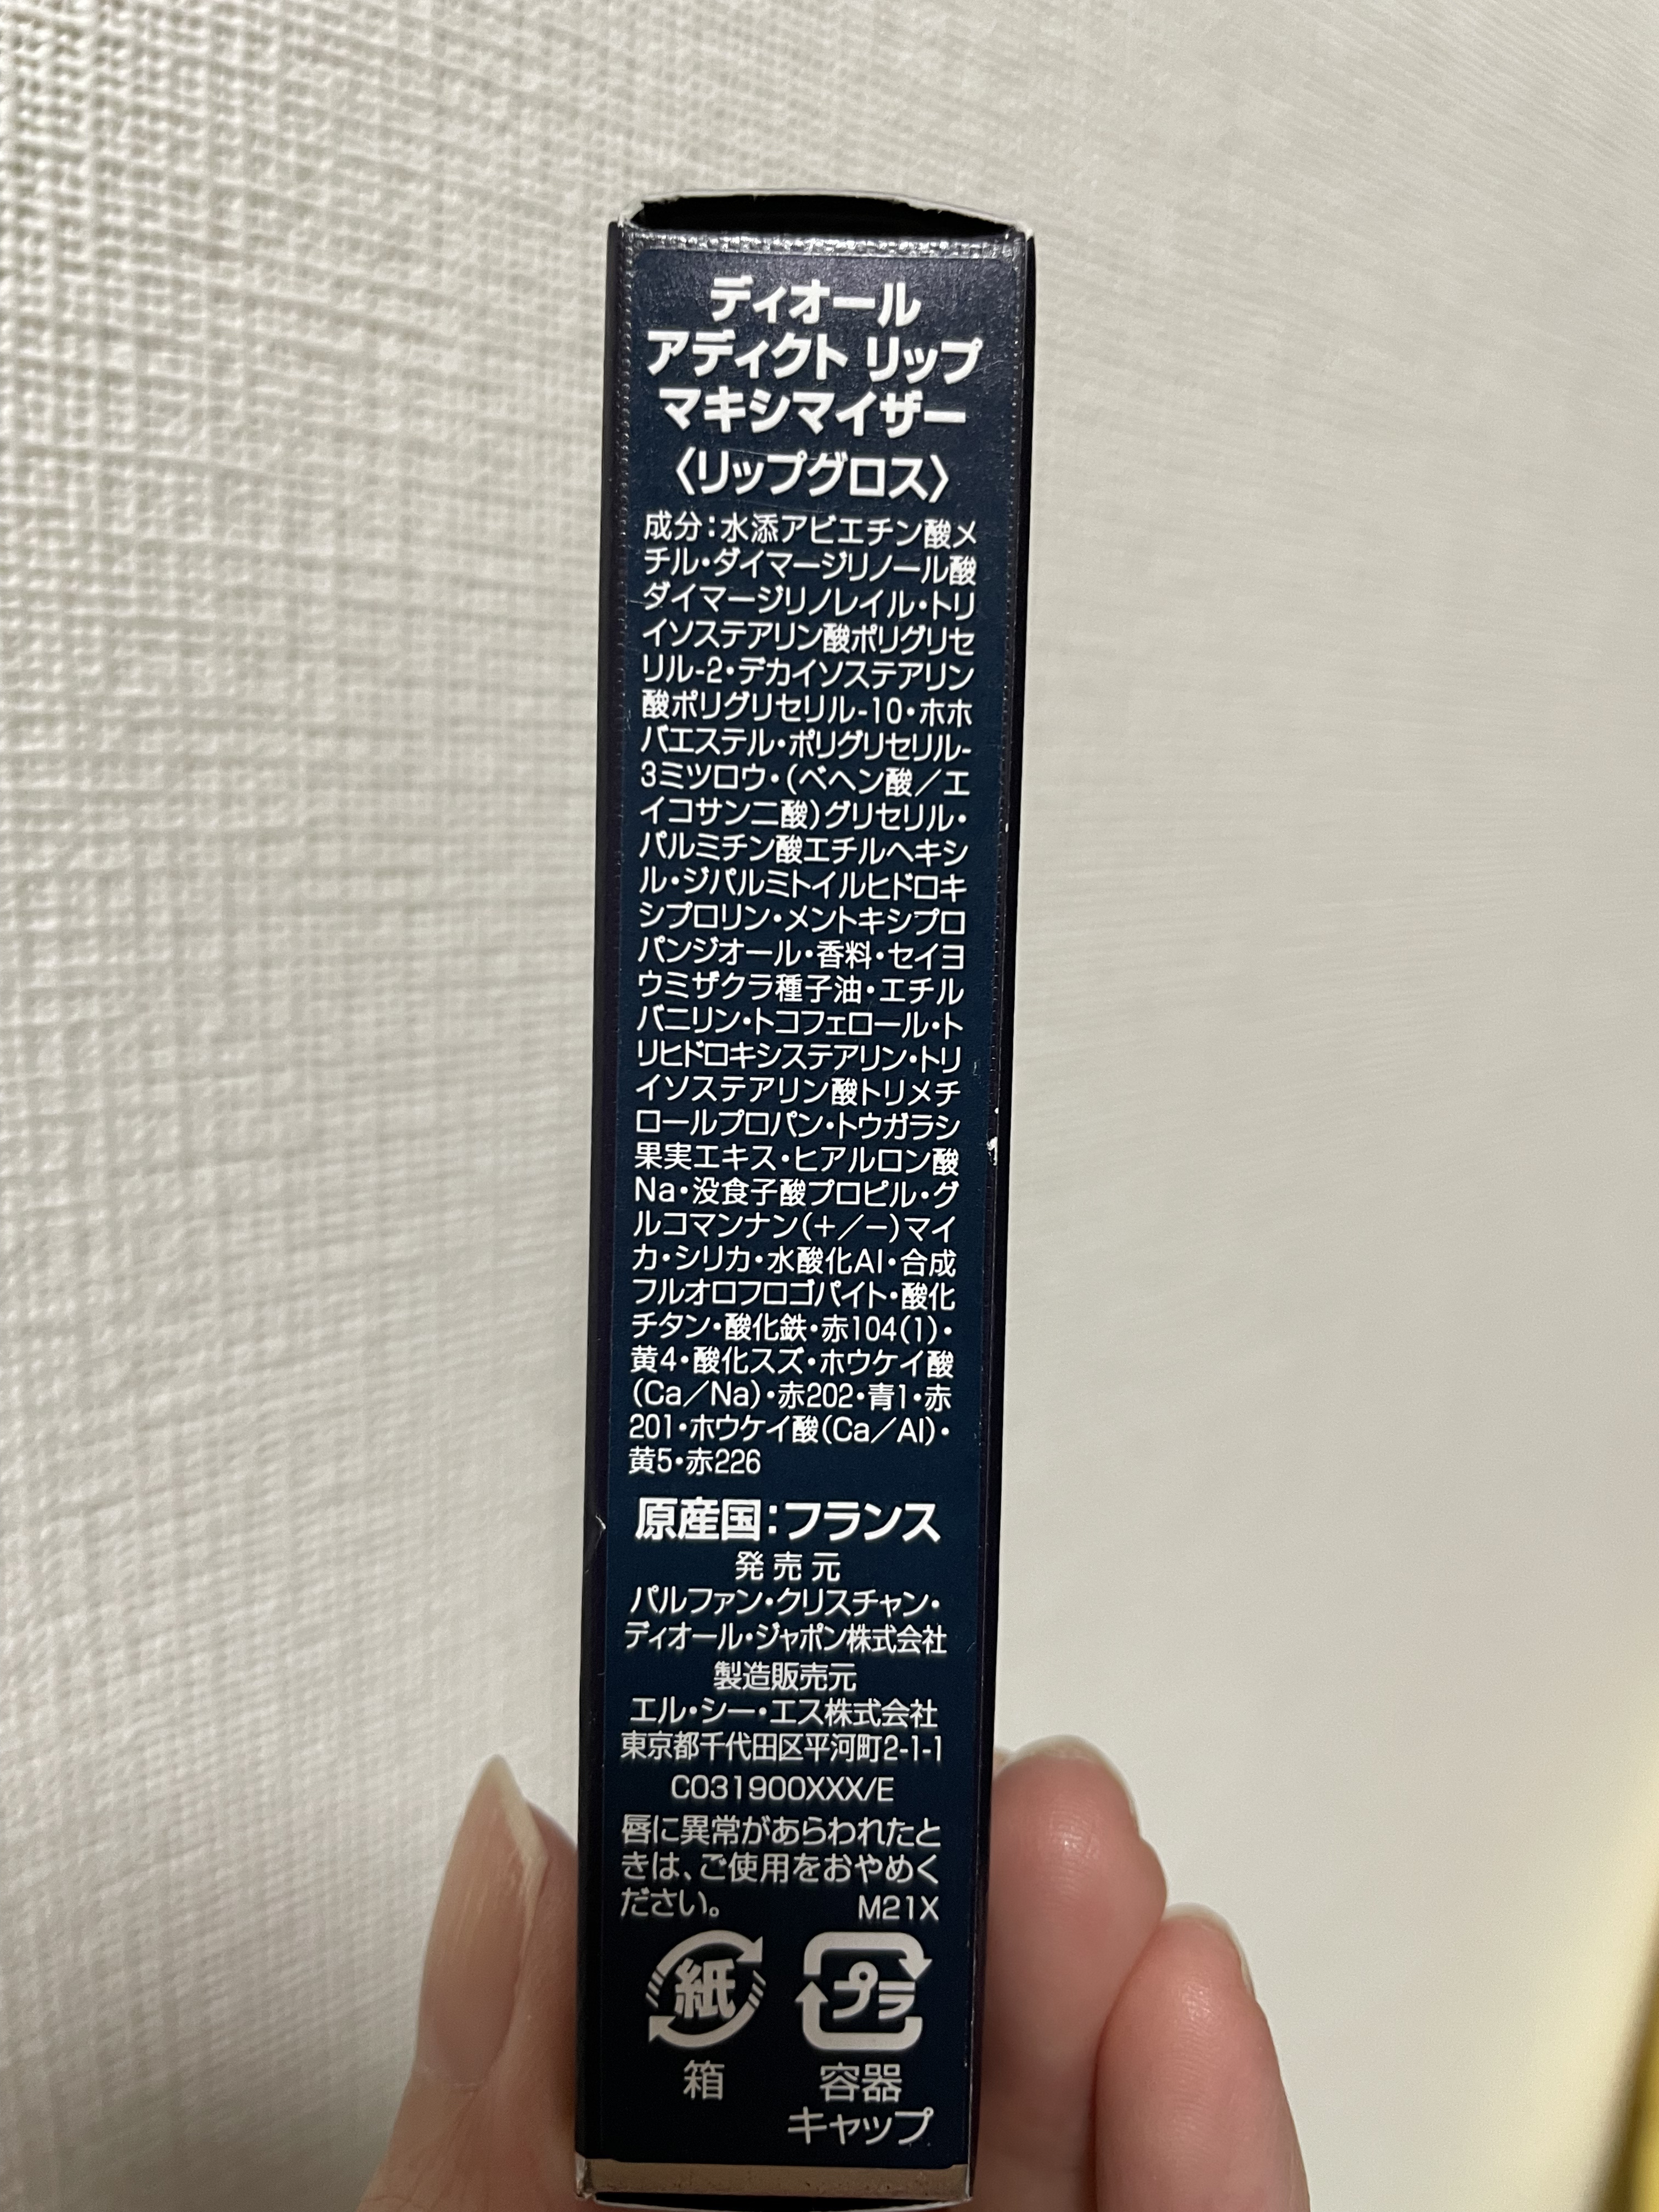 ディオール
アディクト リップ
マキシマイザー
〈リップグロス〉
成分：水添アビエチン酸メ
チル・ダイマージリノール酸
ダイマージリノレイル・トリ
イソステアリン酸ポリグリセ
リル-2・デカイソステアリン
酸ポリグリセリル-10・ホホ
バエステル・ポリグリセリル-
3ミツロウ・（ベヘン酸／エ
イコサン二酸）グリセリル・
パルミチン酸エチルヘキシ
ル・ジパルミトイルヒドロキ
シプロリン・メントキシプロ
パンジオール・香料・セイヨ
ウミザクラ種子油・エチル
バニリン・トコフェロール・ト
リヒドロキシステアリン・トリ
イソステアリン酸トリメチ
ロールプロパン・トウガラシ
果実エキス・ヒアルロン酸
Na・没食子酸プロピル・グ
ルコマンナン（＋／－）マイ
カ・シリカ・水酸化Al・合成
フルオロフロゴパイト・酸化
チタン・酸化鉄・赤104(1)・
黄4・酸化スズ・ホウケイ酸
（Ca／Na）・赤202・青1・赤
201・ホウケイ酸（Ca／Al）・
黄5・赤226
原産国：フランス
発売元
パルファン・クリスチャン・
ディオール・ジャポン株式会社
製造販売元
エル・シー・エス株式会社
東京都千代田区平河町2-1-1
C031900XXX/E
唇に異常があらわれたと
きは、ご使用をおやめく
ださい。 M21X
紙 プラ
箱 容器
キャップ